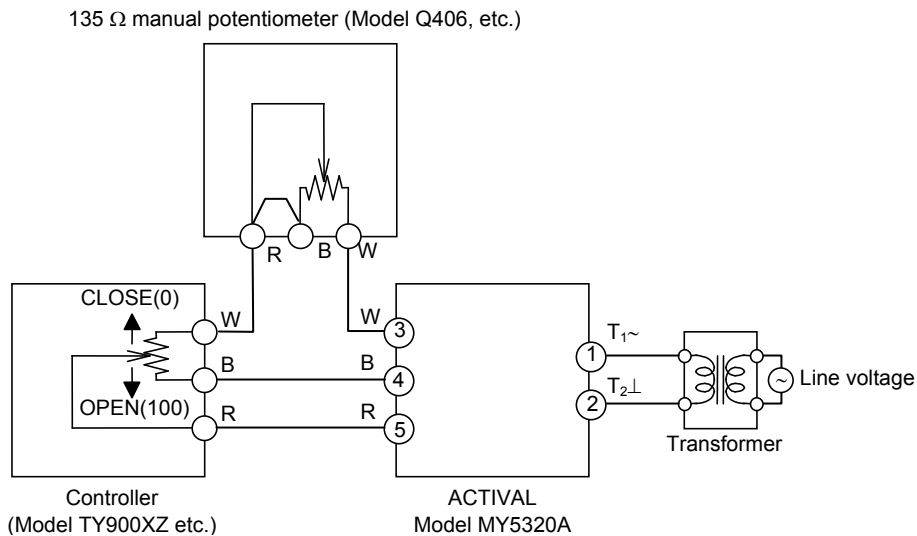 135 Ω manual potentiometer (Model Q406, etc.)
R B W
CLOSE(0)
OPEN(100)
W
B
R
W 3
B 4
R 5
1 T₁~
2 T₂⊥
~ Line voltage
Transformer
Controller
(Model TY900XZ etc.)
ACTIVAL
Model MY5320A